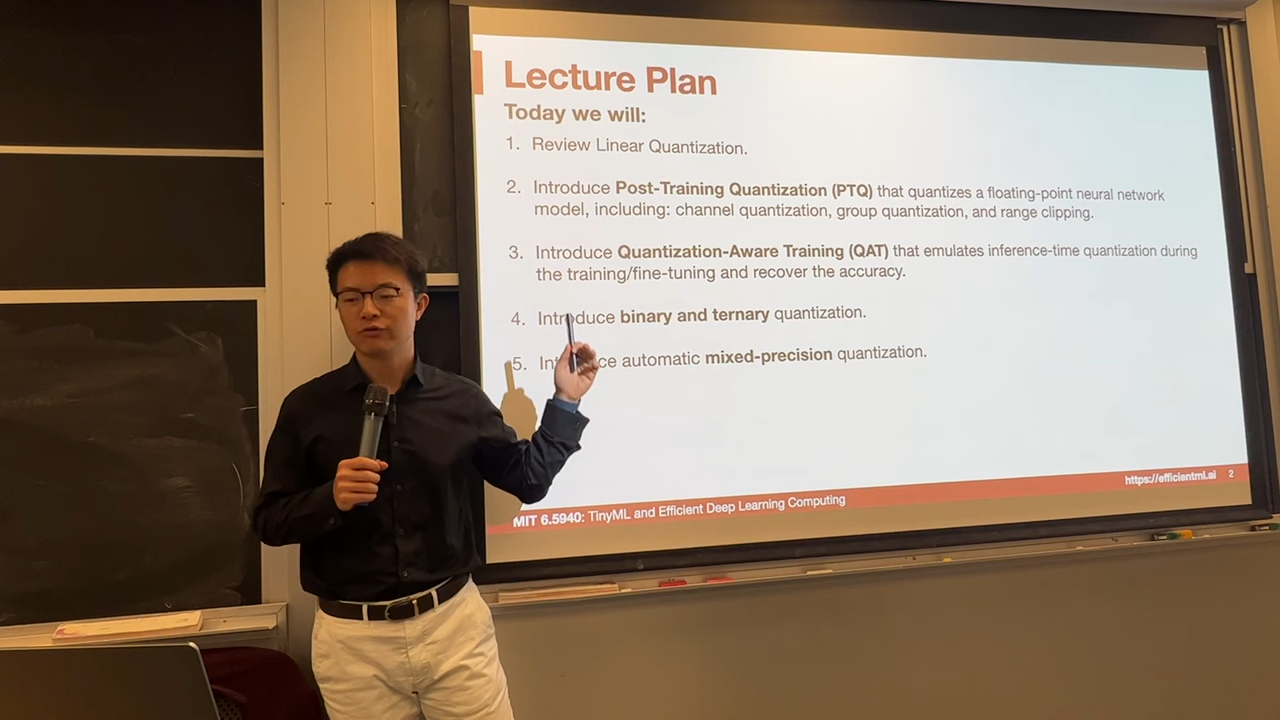 Lecture Plan
Today we will:
1. Review Linear Quantization.
2. Introduce Post-Training Quantization (PTQ) that quantizes a floating-point neural network
model, including: channel quantization, group quantization, and range clipping.
3. Introduce Quantization-Aware Training (QAT) that emulates inference-time quantization during
the training/fine-tuning and recover the accuracy.
4. Introduce binary and ternary quantization.
5. Introduce automatic mixed-precision quantization.
MIT 6.5940: TinyML and Efficient Deep Learning Computing
https://efficientml.ai 2